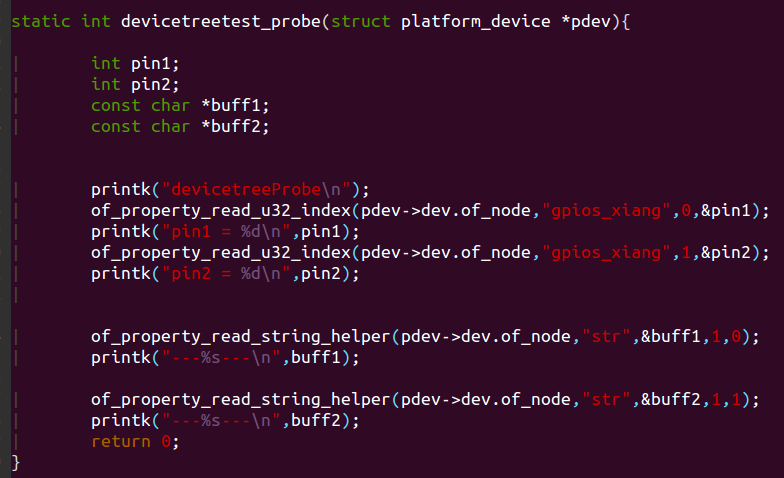 static int devicetreetest_probe(struct platform_device *pdev){
int pin1;
int pin2;
const char *buff1;
const char *buff2;
printk("devicetreeProbe\n");
of_property_read_u32_index(pdev->dev.of_node,"gpios_xiang",0,&pin1);
printk("pin1 = %d\n",pin1);
of_property_read_u32_index(pdev->dev.of_node,"gpios_xiang",1,&pin2);
printk("pin2 = %d\n",pin2);
of_property_read_string_helper(pdev->dev.of_node,"str",&buff1,1,0);
printk("---%s---\n",buff1);
of_property_read_string_helper(pdev->dev.of_node,"str",&buff2,1,1);
printk("---%s---\n",buff2);
return 0;
}